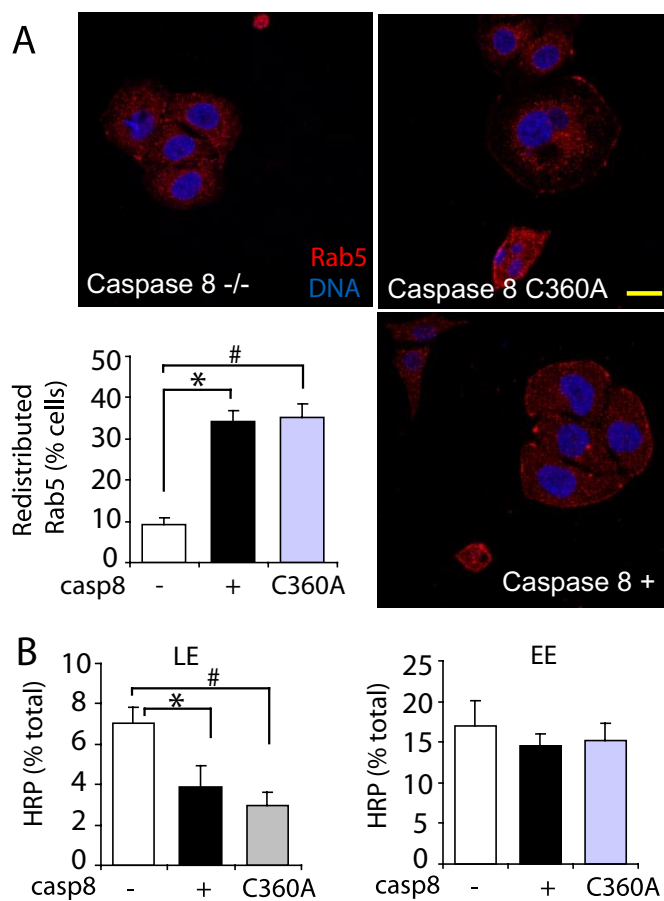 A
Rab5
DNA
Caspase 8 -/-
Caspase 8 C360A
Redistributed
Rab5 (% cells)
50
40
30
20
10
0
#
*
casp8 - + C360A
Caspase 8 +
B
LE
HRP (% total)
10
8
6
4
2
0
#
*
casp8 - + C360A
EE
HRP (% total)
25
20
15
10
5
0
casp8 - + C360A